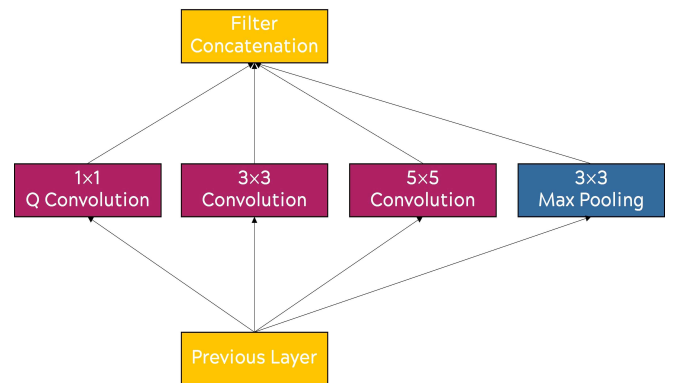 Filter
Concatenation
1×1
Q Convolution
3×3
Convolution
5×5
Convolution
3×3
Max Pooling
Previous Layer